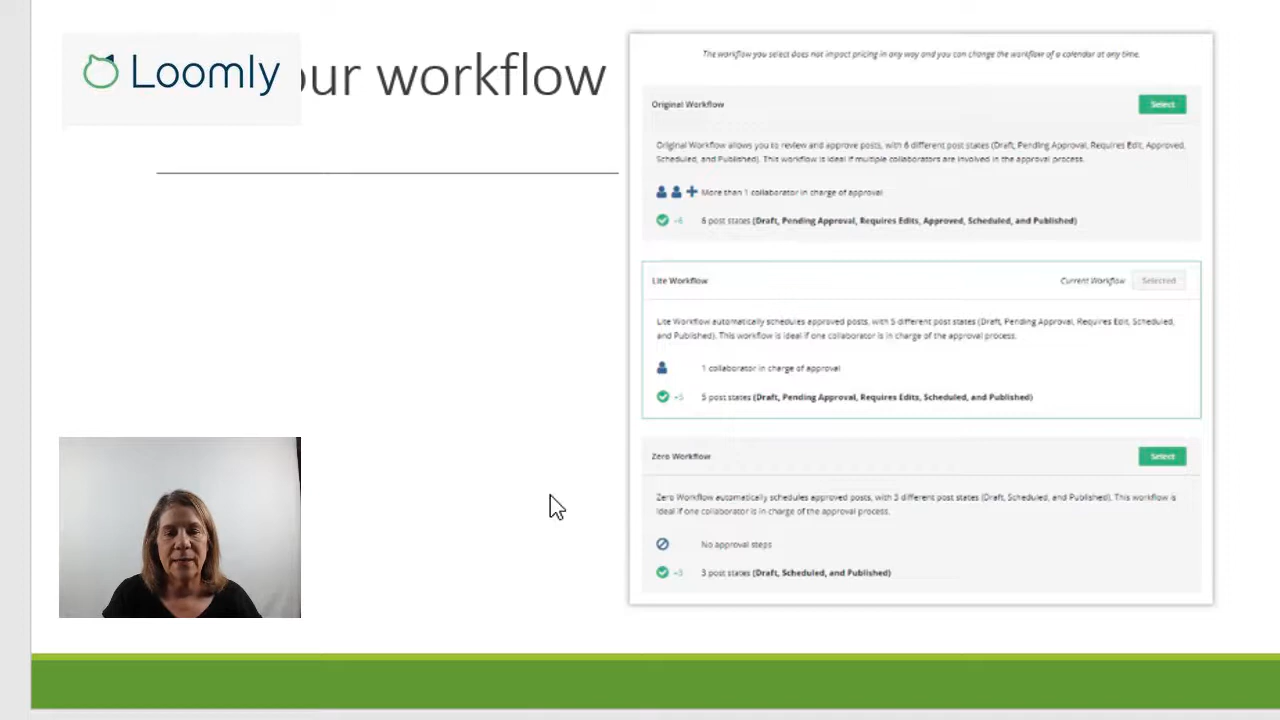 Loomly
our workflow
The workflow you select does not impact pricing in any way and you can change the workflow of a calendar at any time.
Original Workflow
Select
Original Workflow allows you to review and approve posts, with 6 different post states (Draft, Pending Approval, Requires Edit, Approved,
Scheduled, and Published). This workflow is ideal if multiple collaborators are involved in the approval process.
More than 1 collaborator in charge of approval
6 post states (Draft, Pending Approval, Requires Edits, Approved, Scheduled, and Published)
Lite Workflow
Current Workflow
Selected
Lite Workflow automatically schedules approved posts, with 5 different post states (Draft, Pending Approval, Requires Edit, Scheduled,
and Published). This workflow is ideal if one collaborator is in charge of the approval process.
1 collaborator in charge of approval
5 post states (Draft, Pending Approval, Requires Edits, Scheduled, and Published)
Zero Workflow
Select
Zero Workflow automatically schedules approved posts, with 3 different post states (Draft, Scheduled, and Published). This workflow is
ideal if one collaborator is in charge of the approval process.
No approval steps
3 post states (Draft, Scheduled, and Published)